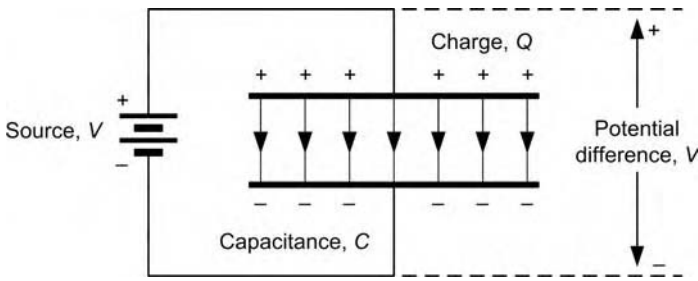 Charge, Q
+ + + + + +
+
+
Source, V
–
Potential
difference, V
– – – – – –
Capacitance, C
–